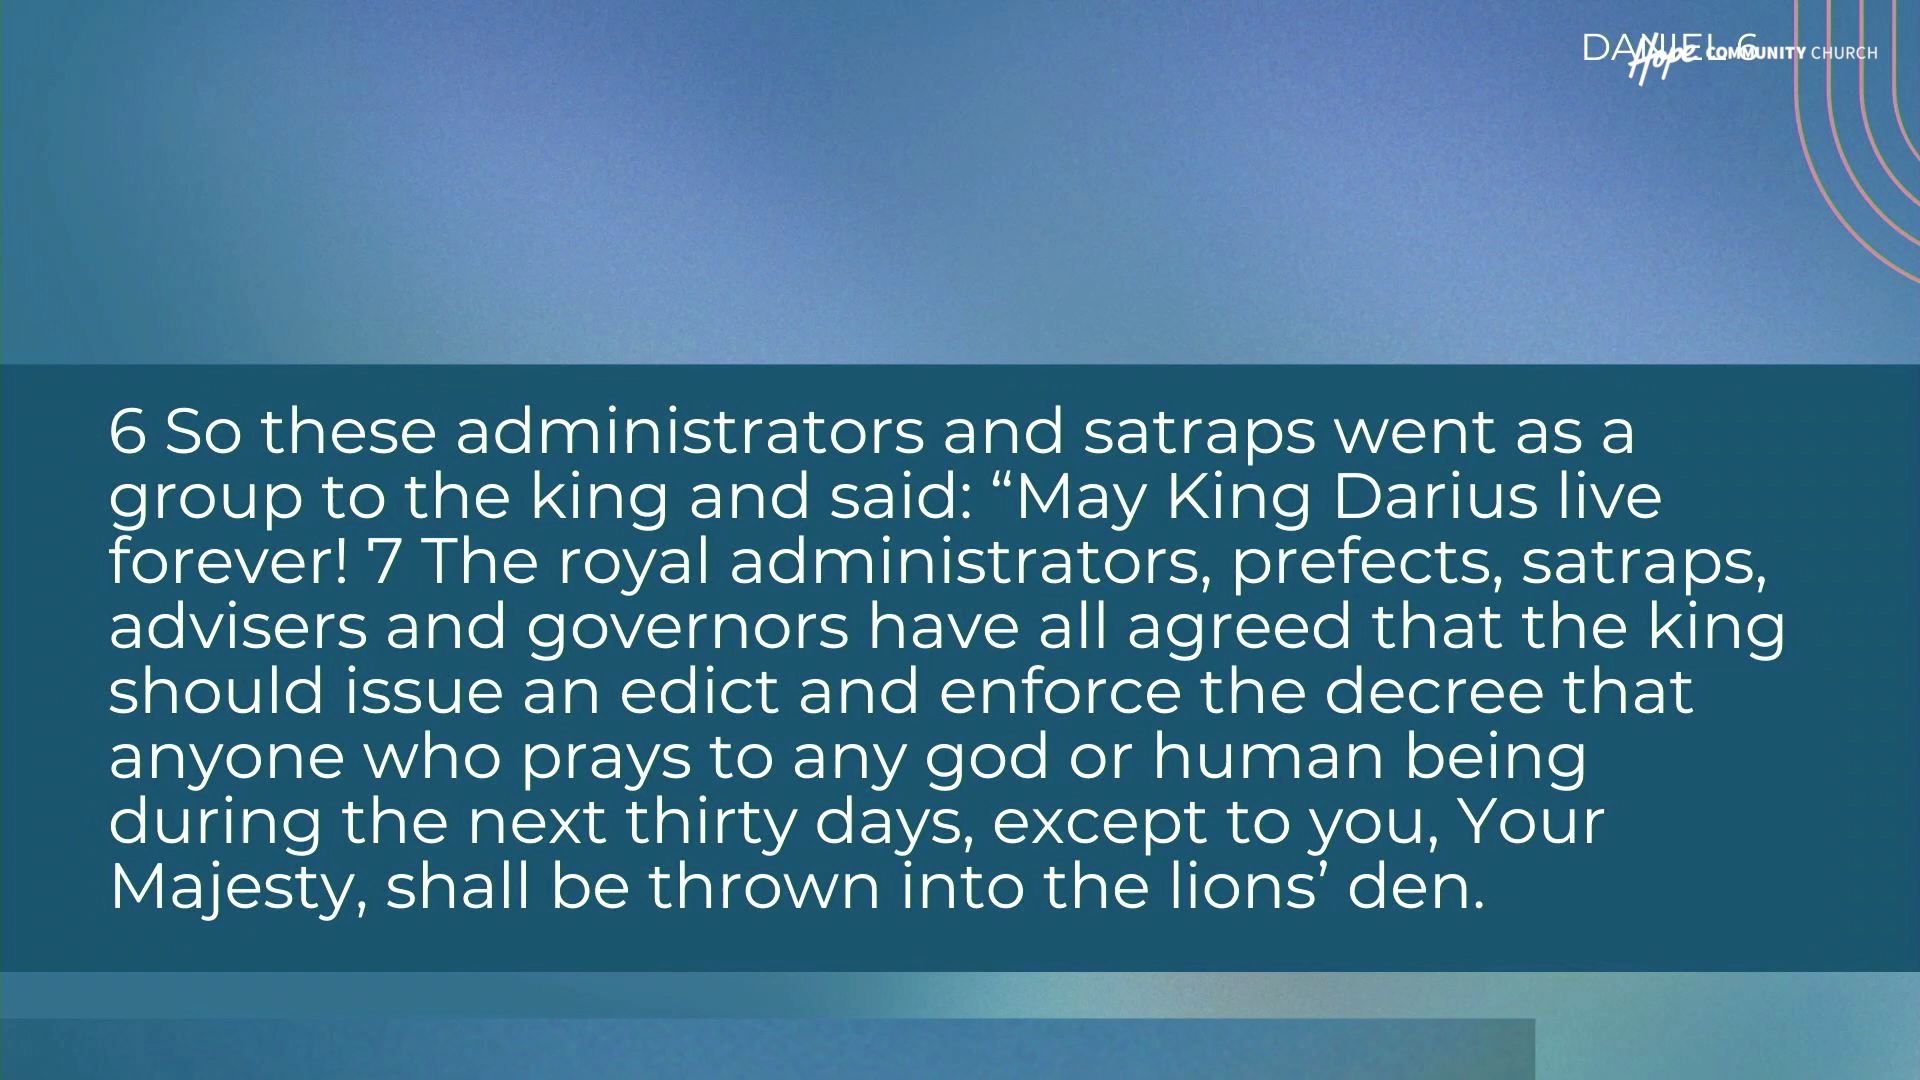 DANIEL 6
Hope COMMUNITY CHURCH
6 So these administrators and satraps went as a
group to the king and said: “May King Darius live
forever! 7 The royal administrators, prefects, satraps,
advisers and governors have all agreed that the king
should issue an edict and enforce the decree that
anyone who prays to any god or human being
during the next thirty days, except to you, Your
Majesty, shall be thrown into the lions’ den.